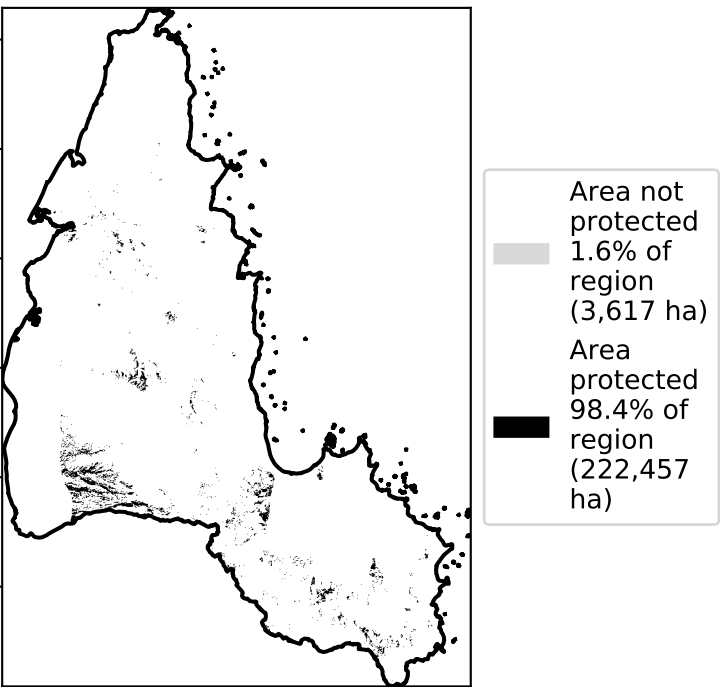 Area not
protected
1.6% of
region
(3,617 ha)
Area
protected
98.4% of
region
(222,457
ha)